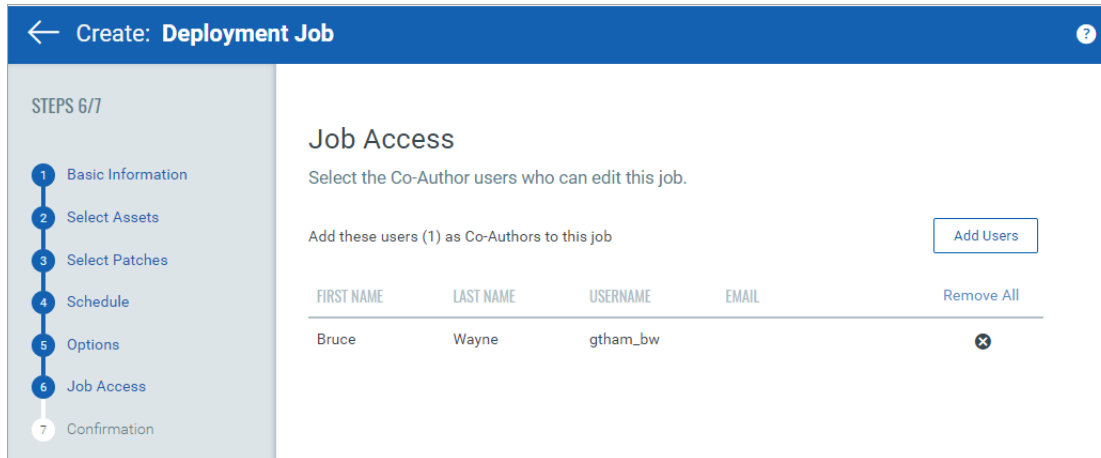 Create: Deployment Job
?
STEPS 6/7
1 Basic Information
2 Select Assets
3 Select Patches
4 Schedule
5 Options
6 Job Access
7 Confirmation
Job Access
Select the Co-Author users who can edit this job.
Add these users (1) as Co-Authors to this job
Add Users
FIRST NAME LAST NAME USERNAME EMAIL Remove All
Bruce Wayne gtham_bw